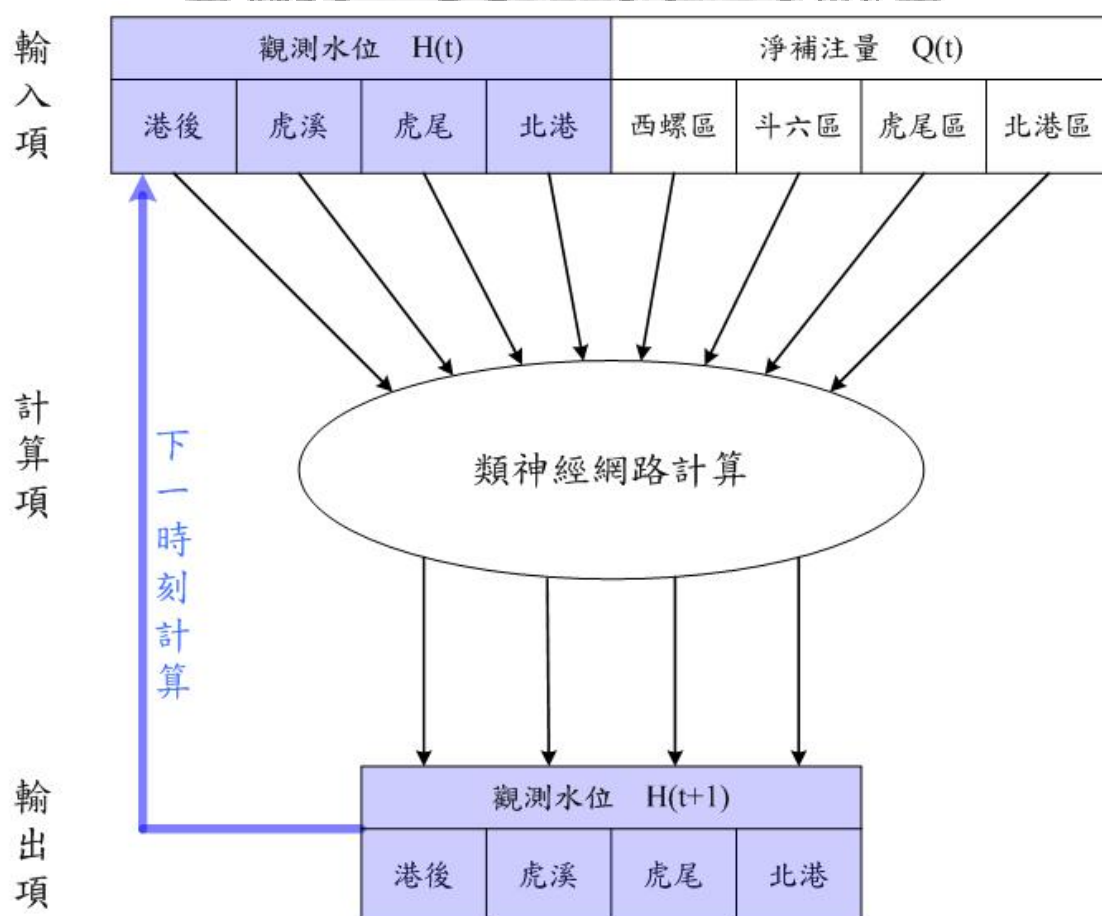 輸入項
觀測水位 H(t)
淨補注量 Q(t)
港後
虎溪
虎尾
北港
西螺區
斗六區
虎尾區
北港區
計算項
下一時刻計算
類神經網路計算
輸出項
觀測水位 H(t+1)
港後
虎溪
虎尾
北港